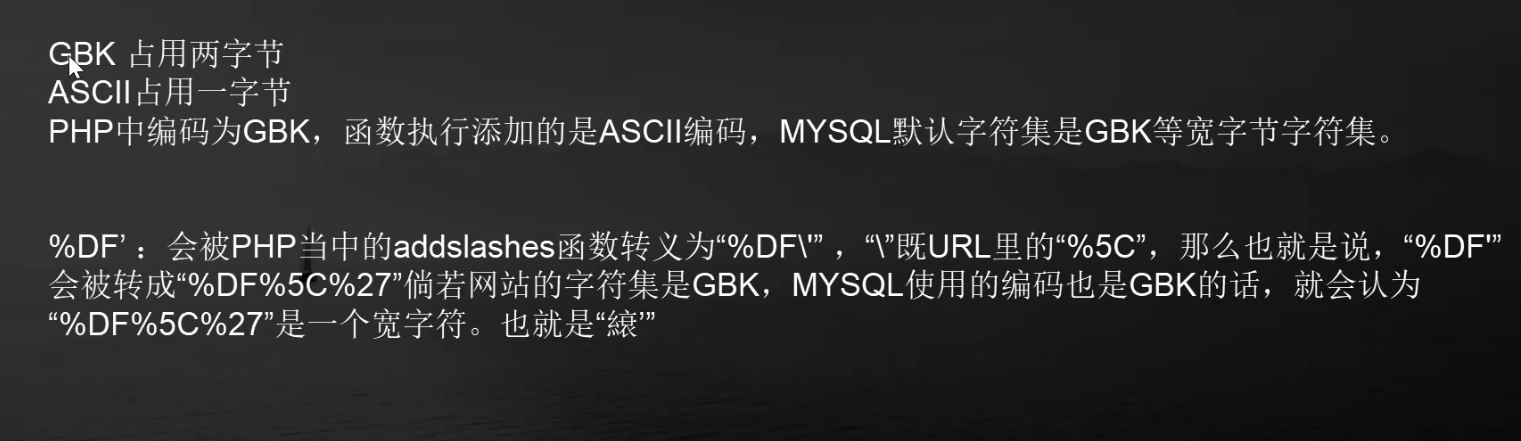 GBK 占用两字节
ASCII占用一字节
PHP中编码为GBK，函数执行添加的是ASCII编码，MYSQL默认字符集是GBK等宽字节字符集。
%DF’ ：会被PHP当中的addslashes函数转义为“%DF\'” ，“\”既URL里的“%5C”，那么也就是说，“%DF'”
会被转成“%DF%5C%27”倘若网站的字符集是GBK，MYSQL使用的编码也是GBK的话，就会认为
“%DF%5C%27”是一个宽字符。也就是“縗’”